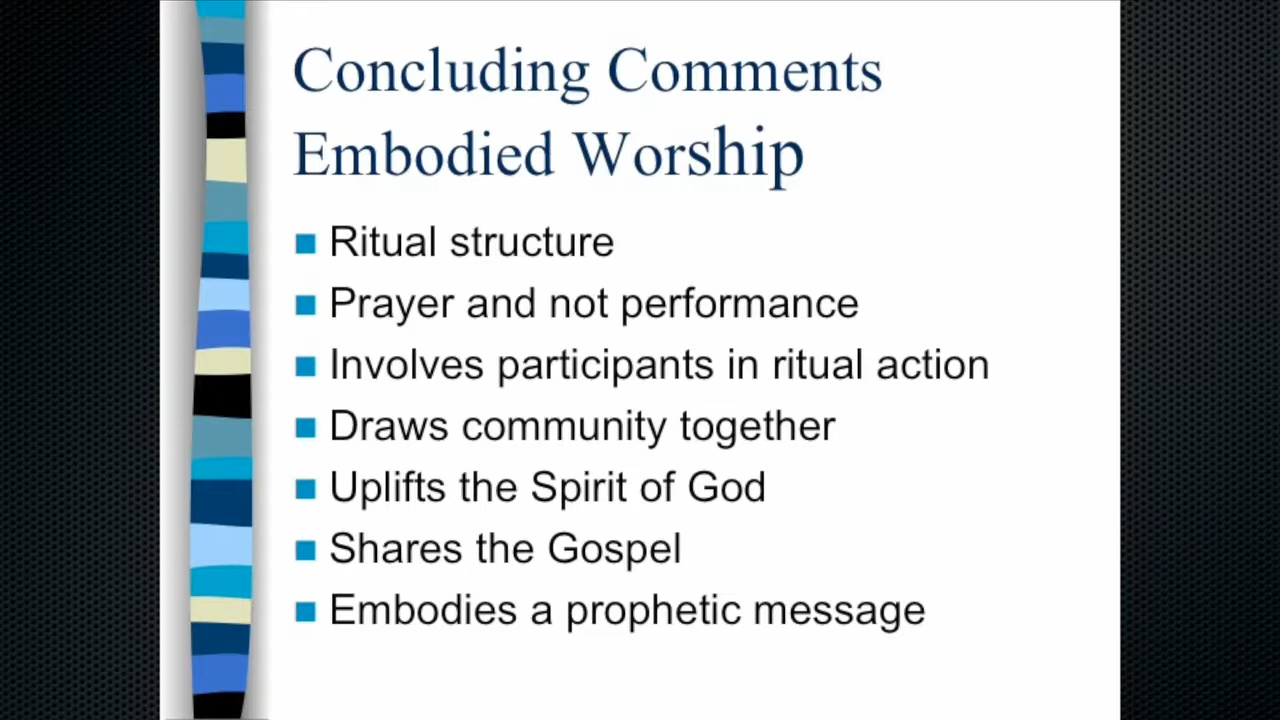 Concluding Comments
Embodied Worship
Ritual structure
Prayer and not performance
Involves participants in ritual action
Draws community together
Uplifts the Spirit of God
Shares the Gospel
Embodies a prophetic message